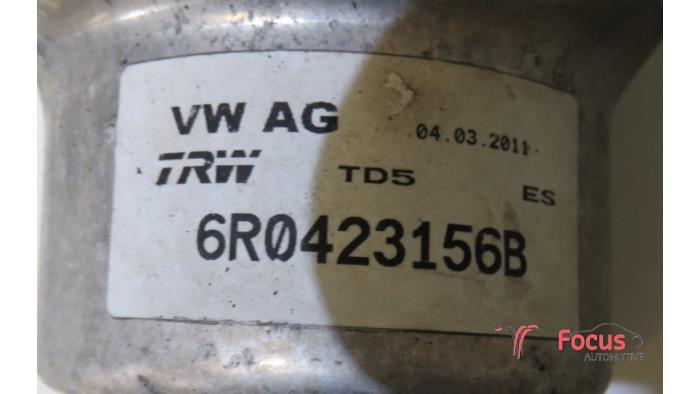 VW AG 04.03.2011
TRW TD5 ES
6R0423156B
Focus
AUTOMOTIVE